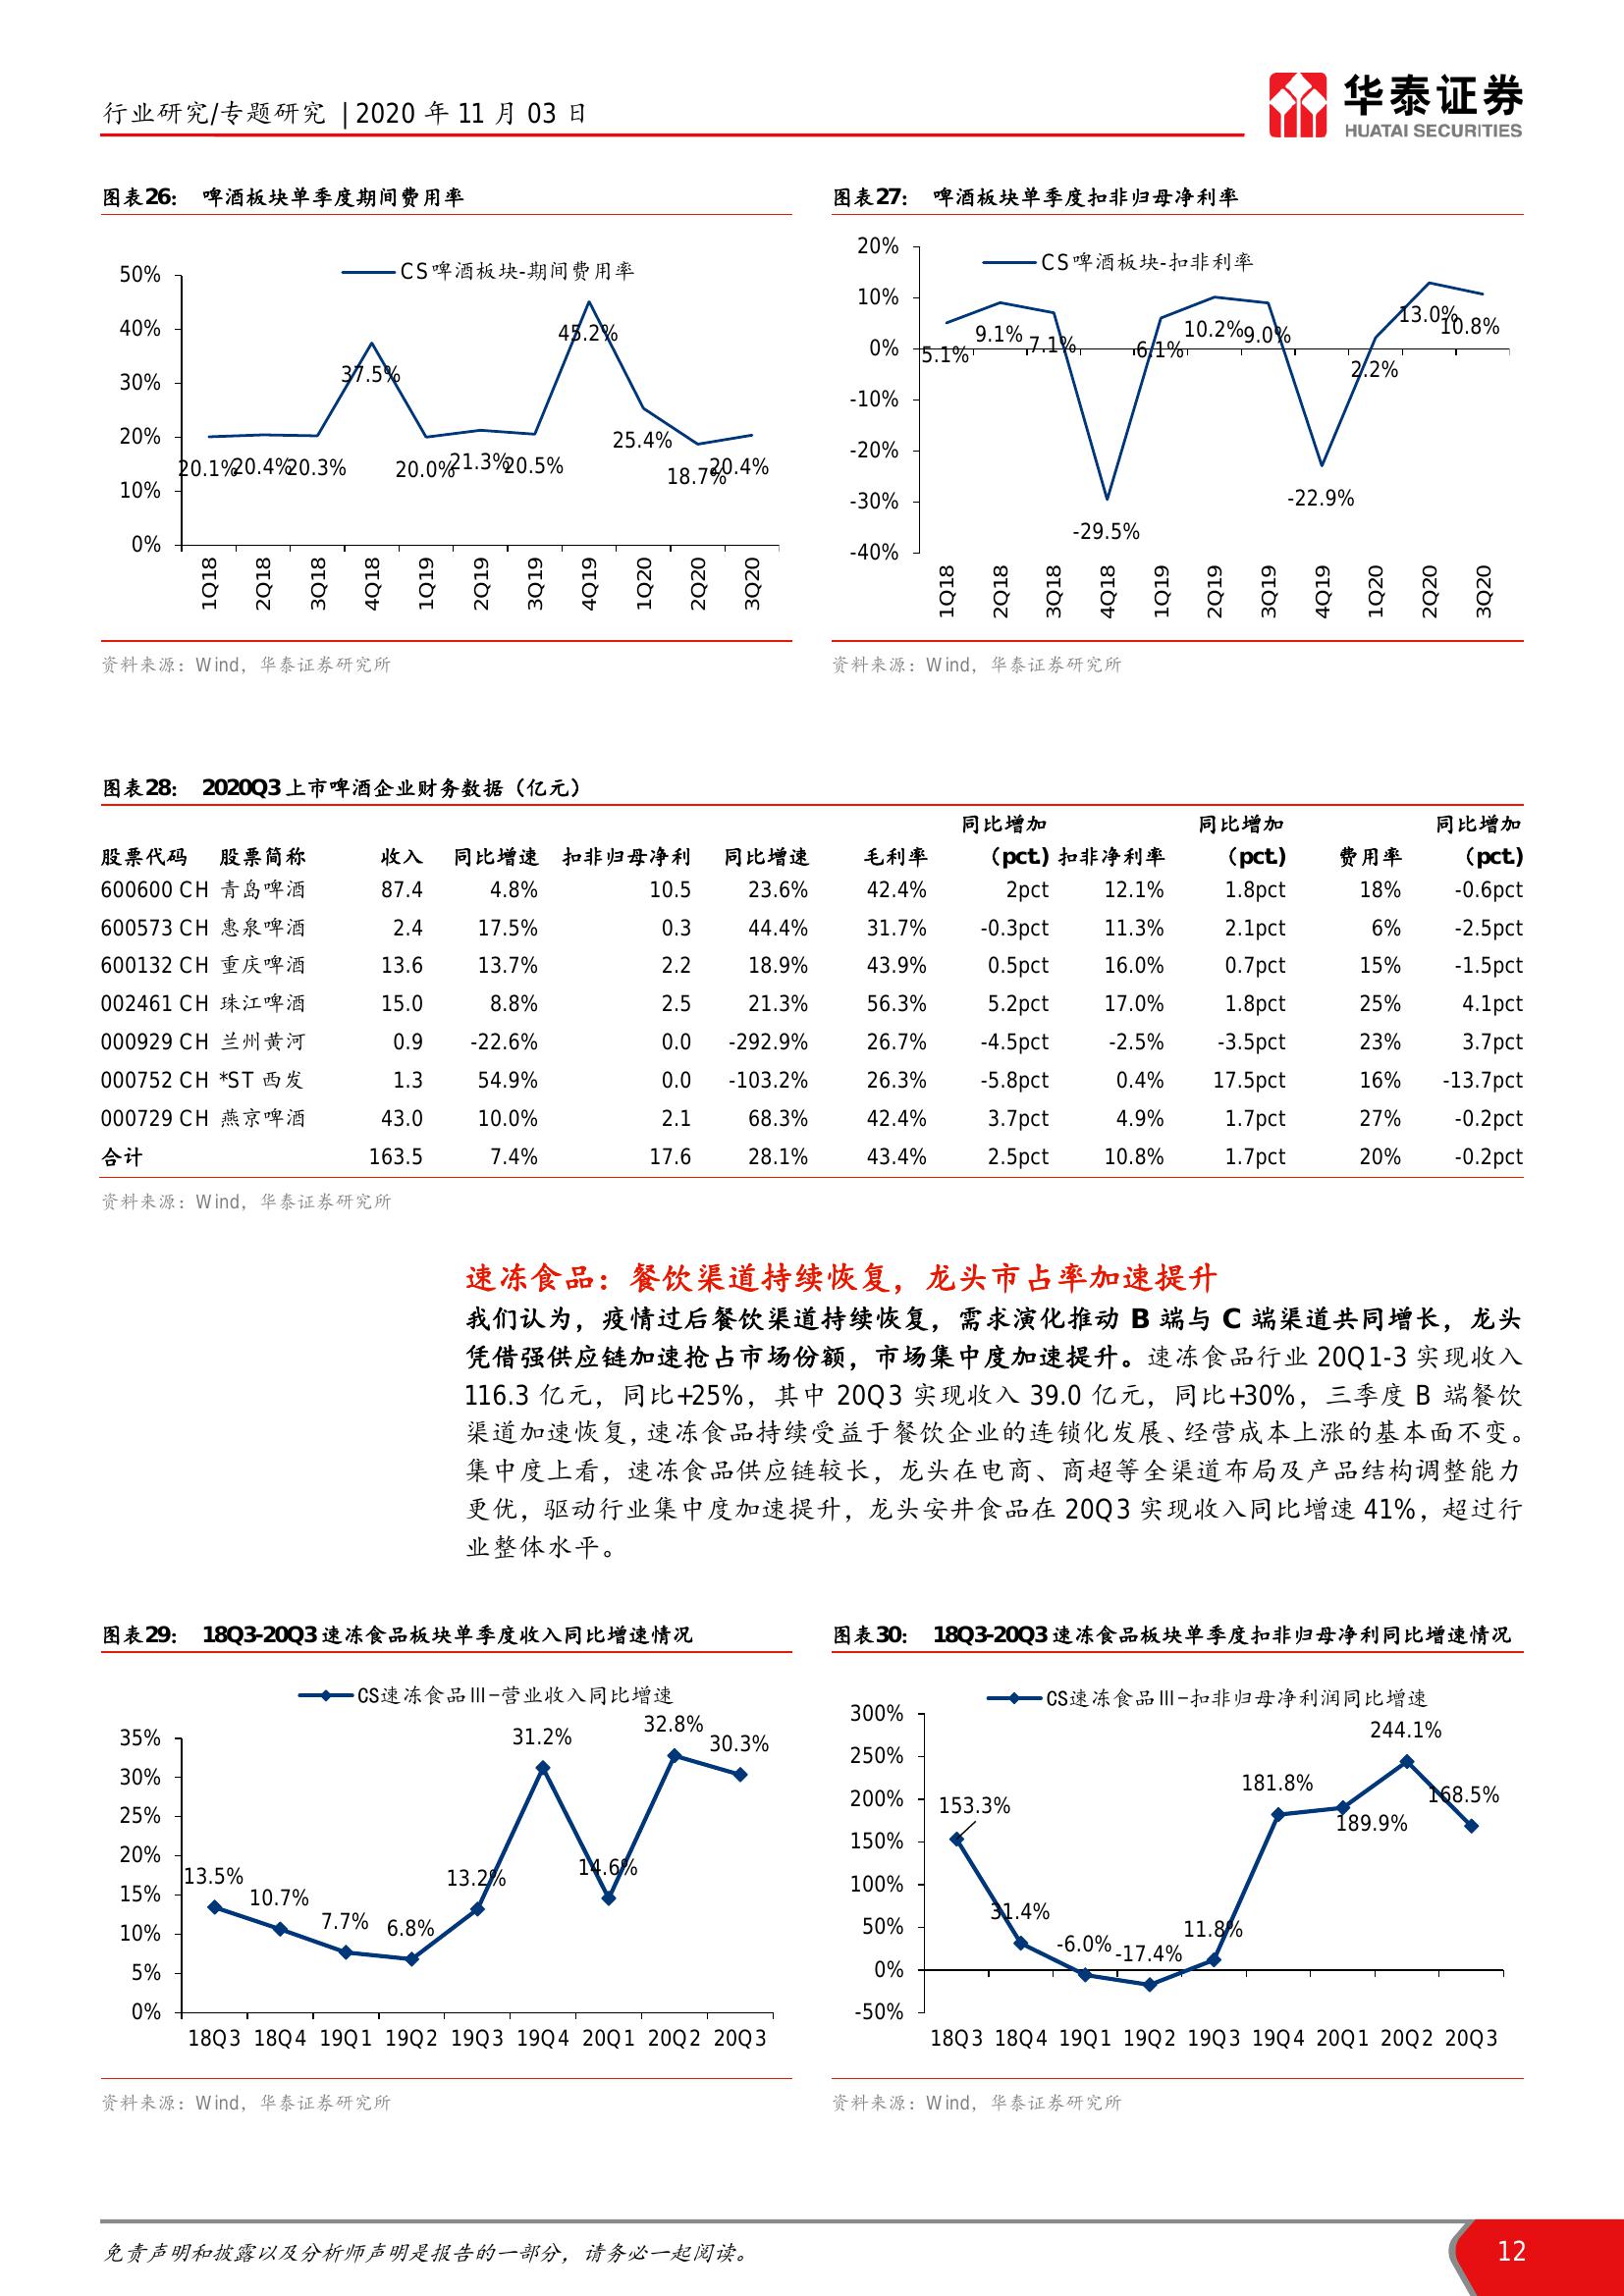 行业研究/专题研究 | 2020 年 11 月 03 日
华泰证券
HUATAI SECURITIES
图表26： 啤酒板块单季度期间费用率
CS啤酒板块-期间费用率
50%
40%
30%
20%
10%
0%
20.1%
20.4%
20.3%
37.5%
20.0%
21.3%
20.5%
45.2%
25.4%
18.7%
20.4%
1Q18
2Q18
3Q18
4Q18
1Q19
2Q19
3Q19
4Q19
1Q20
2Q20
3Q20
资料来源：Wind，华泰证券研究所
图表27： 啤酒板块单季度扣非归母净利率
CS啤酒板块-扣非利率
20%
10%
0%
-10%
-20%
-30%
-40%
5.1%
9.1%
7.1%
-29.5%
6.1%
10.2%
9.0%
-22.9%
2.2%
13.0%
10.8%
1Q18
2Q18
3Q18
4Q18
1Q19
2Q19
3Q19
4Q19
1Q20
2Q20
3Q20
资料来源：Wind，华泰证券研究所
图表28： 2020Q3 上市啤酒企业财务数据（亿元）
同比增加 同比增加 同比增加
股票代码 股票简称 收入 同比增速 扣非归母净利 同比增速 毛利率 （pct.) 扣非净利率 （pct.) 费用率 （pct.)
600600 CH 青岛啤酒 87.4 4.8% 10.5 23.6% 42.4% 2pct 12.1% 1.8pct 18% -0.6pct
600573 CH 惠泉啤酒 2.4 17.5% 0.3 44.4% 31.7% -0.3pct 11.3% 2.1pct 6% -2.5pct
600132 CH 重庆啤酒 13.6 13.7% 2.2 18.9% 43.9% 0.5pct 16.0% 0.7pct 15% -1.5pct
002461 CH 珠江啤酒 15.0 8.8% 2.5 21.3% 56.3% 5.2pct 17.0% 1.8pct 25% 4.1pct
000929 CH 兰州黄河 0.9 -22.6% 0.0 -292.9% 26.7% -4.5pct -2.5% -3.5pct 23% 3.7pct
000752 CH *ST 西发 1.3 54.9% 0.0 -103.2% 26.3% -5.8pct 0.4% 17.5pct 16% -13.7pct
000729 CH 燕京啤酒 43.0 10.0% 2.1 68.3% 42.4% 3.7pct 4.9% 1.7pct 27% -0.2pct
合计 163.5 7.4% 17.6 28.1% 43.4% 2.5pct 10.8% 1.7pct 20% -0.2pct
资料来源：Wind，华泰证券研究所
速冻食品：餐饮渠道持续恢复，龙头市占率加速提升
我们认为，疫情过后餐饮渠道持续恢复，需求演化推动 B 端与 C 端渠道共同增长，龙头
凭借强供应链加速抢占市场份额，市场集中度加速提升。速冻食品行业 20Q1-3 实现收入
116.3 亿元，同比+25%，其中 20Q3 实现收入 39.0 亿元，同比+30%，三季度 B 端餐饮
渠道加速恢复，速冻食品持续受益于餐饮企业的连锁化发展、经营成本上涨的基本面不变。
集中度上看，速冻食品供应链较长，龙头在电商、商超等全渠道布局及产品结构调整能力
更优，驱动行业集中度加速提升，龙头安井食品在 20Q3 实现收入同比增速 41%，超过行
业整体水平。
图表29： 18Q3-20Q3 速冻食品板块单季度收入同比增速情况
CS速冻食品III-营业收入同比增速
35%
30%
25%
20%
15%
10%
5%
0%
13.5%
10.7%
7.7%
6.8%
13.2%
31.2%
14.6%
32.8%
30.3%
18Q3 18Q4 19Q1 19Q2 19Q3 19Q4 20Q1 20Q2 20Q3
资料来源：Wind，华泰证券研究所
图表30： 18Q3-20Q3 速冻食品板块单季度扣非归母净利同比增速情况
CS速冻食品III-扣非归母净利润同比增速
300%
250%
200%
150%
100%
50%
0%
-50%
153.3%
31.4%
-6.0%
-17.4%
11.8%
181.8%
189.9%
244.1%
168.5%
18Q3 18Q4 19Q1 19Q2 19Q3 19Q4 20Q1 20Q2 20Q3
资料来源：Wind，华泰证券研究所
免责声明和披露以及分析师声明是报告的一部分，请务必一起阅读。
12